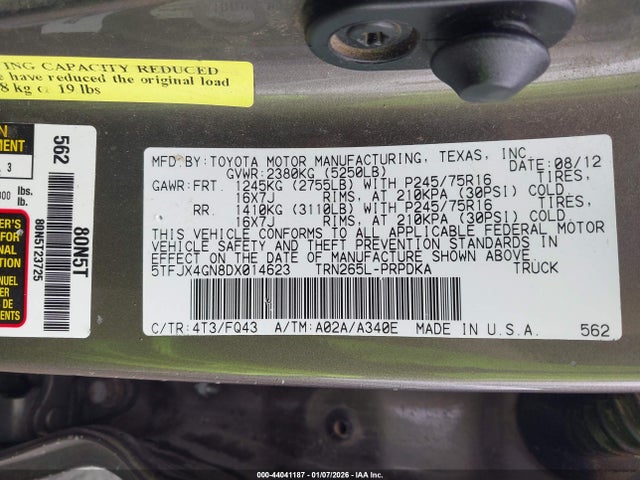 ING CAPACITY REDUCED
e have reduced the original load
8 kg or 19 lbs
562
80N5T
80N5T23725
MENT
3
lbs.
kg.
MFD BY: TOYOTA MOTOR MANUFACTURING, TEXAS, INC.
GVWR: 2380KG (5250LB) DATE: 08/12
GAWR: FRT. 1245KG (2755LB) WITH P245/75R16 TIRES,
16X7J RIMS, AT 210KPA (30PSI) COLD
RR. 1410KG (3110LB) WITH P245/75R16 TIRES,
16X7J RIMS, AT 210KPA (30PSI) COLD.
THIS VEHICLE CONFORMS TO ALL APPLICABLE FEDERAL MOTOR
VEHICLE SAFETY AND THEFT PREVENTION STANDARDS IN
EFFECT ON THE DATE OF MANUFACTURE SHOWN ABOVE.
5TFJX4GN8DX014623 TRN265L-PRPDKA TRUCK
C/TR: 4T3/FQ43 A/TM: A02A/A340E MADE IN U.S.A. 562
000-44041187 - 01/07/2026 - IAA Inc.